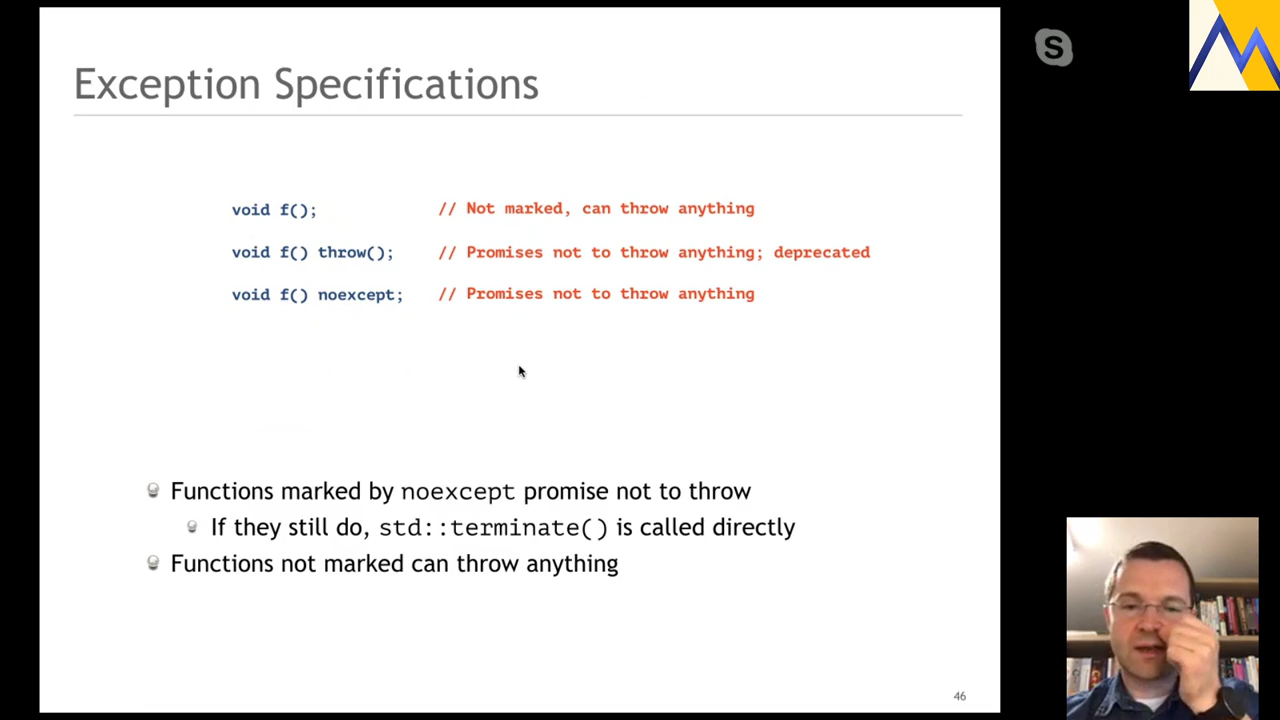 Exception Specifications
void f(); // Not marked, can throw anything
void f() throw(); // Promises not to throw anything; deprecated
void f() noexcept; // Promises not to throw anything
Functions marked by noexcept promise not to throw
If they still do, std::terminate() is called directly
Functions not marked can throw anything
46
S